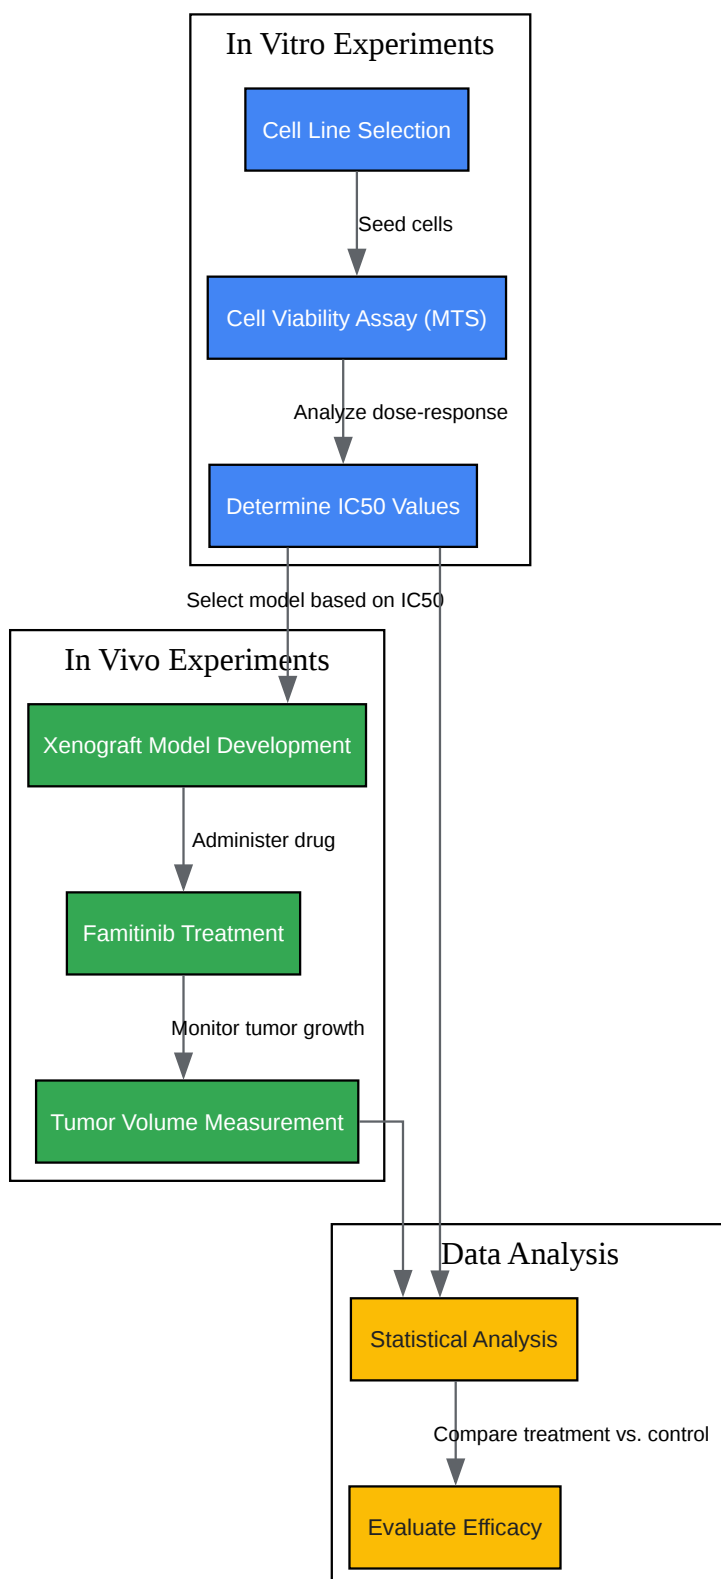 In Vitro Experiments
Cell Line Selection
Seed cells
Cell Viability Assay (MTS)
Analyze dose-response
Determine IC50 Values
Select model based on IC50
In Vivo Experiments
Xenograft Model Development
Administer drug
Famitinib Treatment
Monitor tumor growth
Tumor Volume Measurement
Data Analysis
Statistical Analysis
Compare treatment vs. control
Evaluate Efficacy